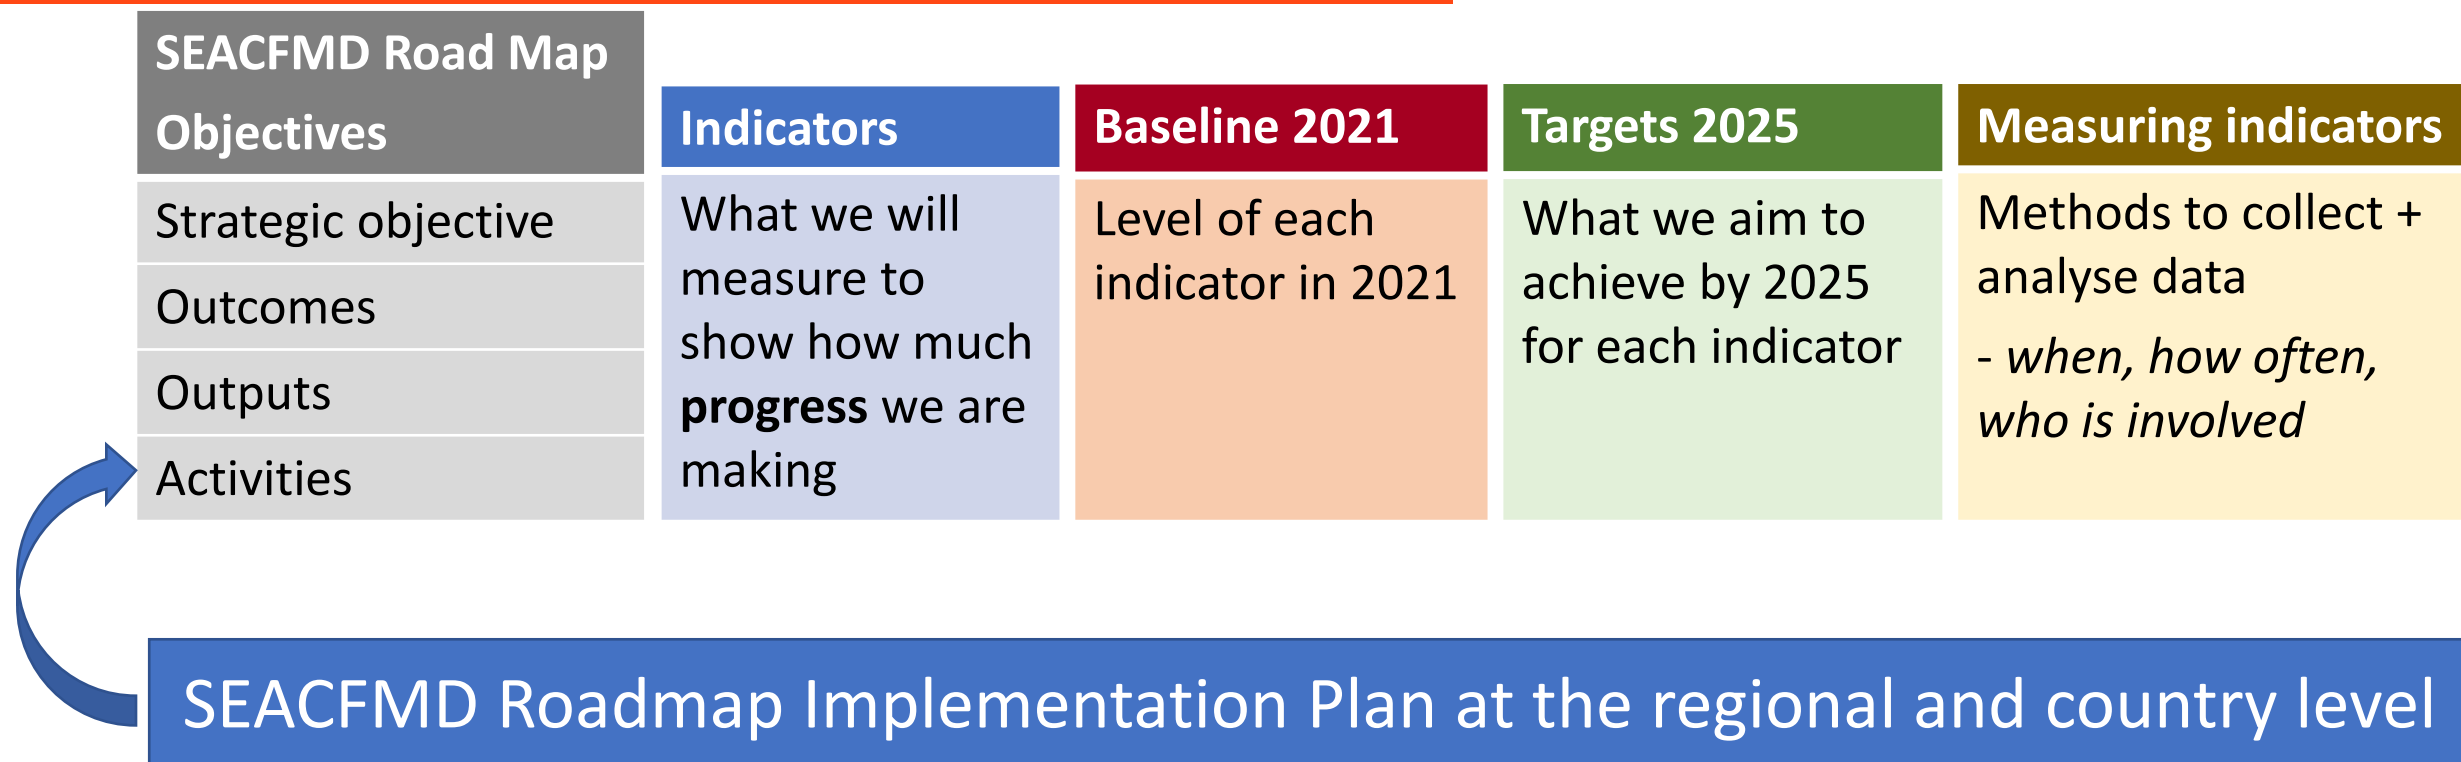 SEACFMD Road Map
Objectives
Strategic objective
Outcomes
Outputs
Activities
Indicators
What we will
measure to
show how much
progress we are
making
Baseline 2021
Level of each
indicator in 2021
Targets 2025
What we aim to
achieve by 2025
for each indicator
Measuring indicators
Methods to collect +
analyse data
- when, how often,
who is involved
SEACFMD Roadmap Implementation Plan at the regional and country level